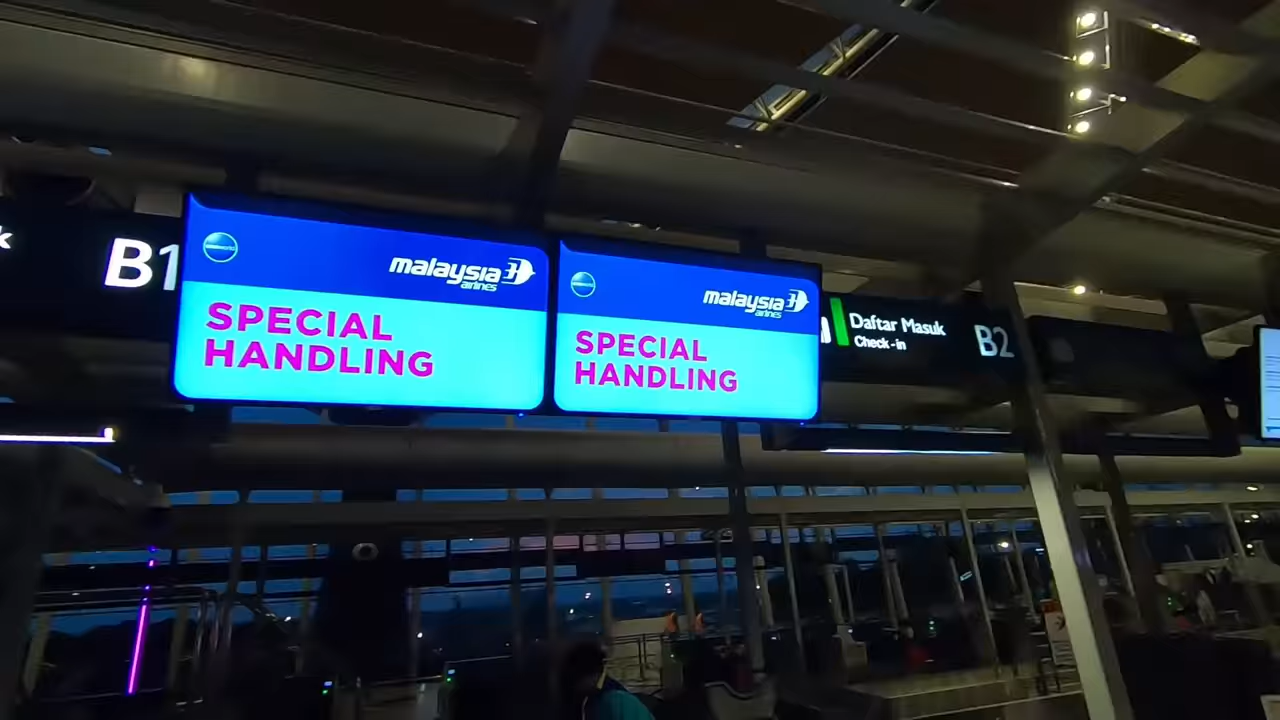 k
B1
malaysia
airlines
SPECIAL
HANDLING
malaysia
airlines
SPECIAL
HANDLING
Daftar Masuk
Check-in
B2